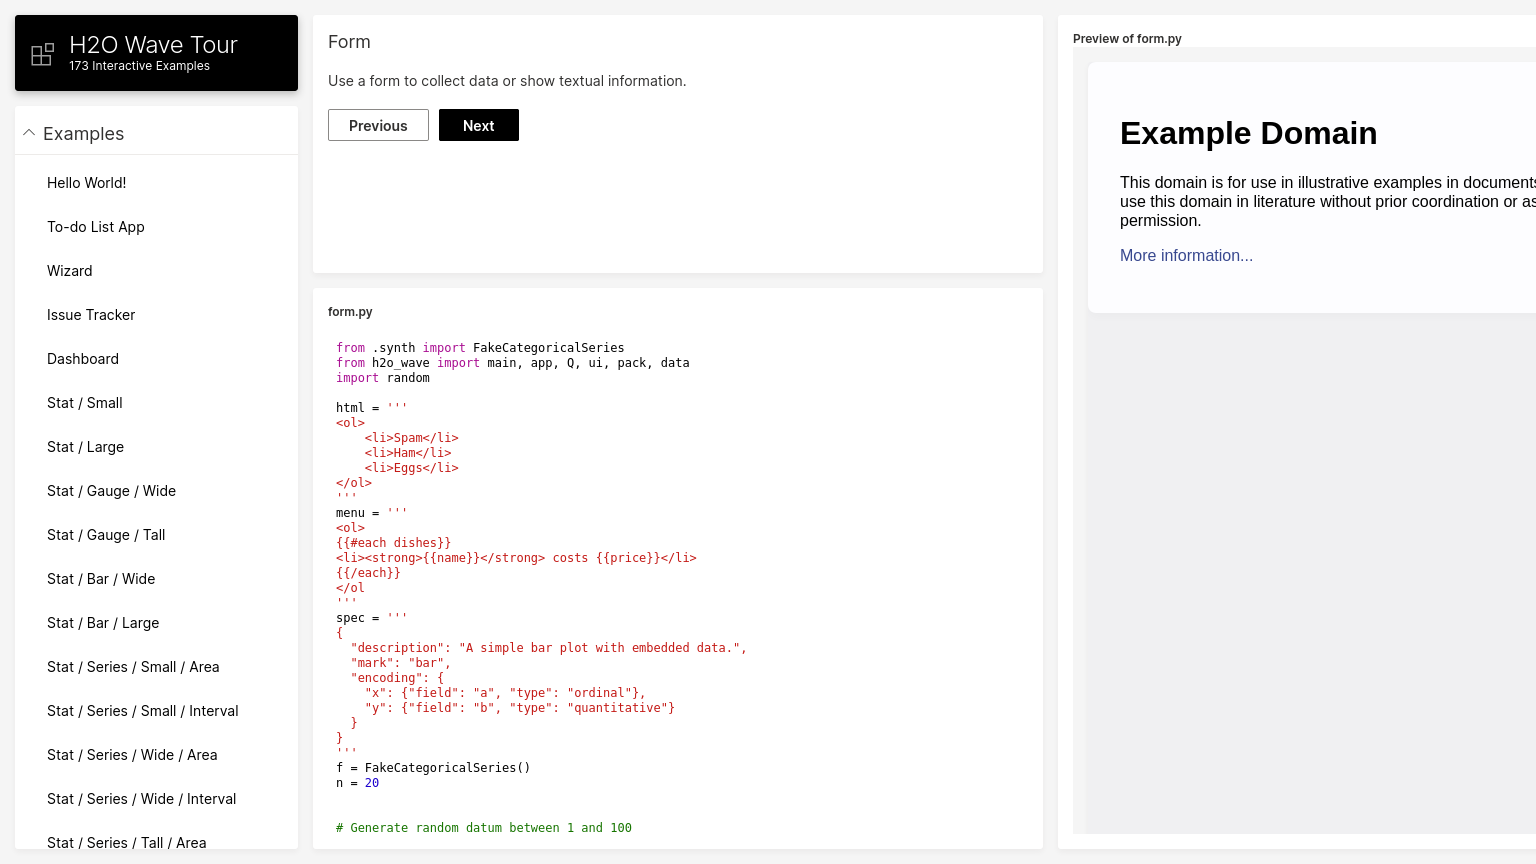 H2O Wave Tour
173 Interactive Examples
Examples
Hello World!
To-do List App
Wizard
Issue Tracker
Dashboard
Stat / Small
Stat / Large
Stat / Gauge / Wide
Stat / Gauge / Tall
Stat / Bar / Wide
Stat / Bar / Large
Stat / Series / Small / Area
Stat / Series / Small / Interval
Stat / Series / Wide / Area
Stat / Series / Wide / Interval
Stat / Series / Tall / Area
Form
Use a form to collect data or show textual information.
Previous
Next
form.py
from .synth import FakeCategoricalSeries
from h2o_wave import main, app, Q, ui, pack, data
import random
html = '''
<ol>
    <li>Spam</li>
    <li>Ham</li>
    <li>Eggs</li>
</ol>
'''
menu = '''
<ol>
{{#each dishes}}
<li><strong>{{name}}</strong> costs {{price}}</li>
{{/each}}
</ol
'''
spec = '''
{
  "description": "A simple bar plot with embedded data.",
  "mark": "bar",
  "encoding": {
    "x": {"field": "a", "type": "ordinal"},
    "y": {"field": "b", "type": "quantitative"}
  }
}
'''
f = FakeCategoricalSeries()
n = 20
# Generate random datum between 1 and 100
Preview of form.py
Example Domain
This domain is for use in illustrative examples in documents
use this domain in literature without prior coordination or as
permission.
More information...